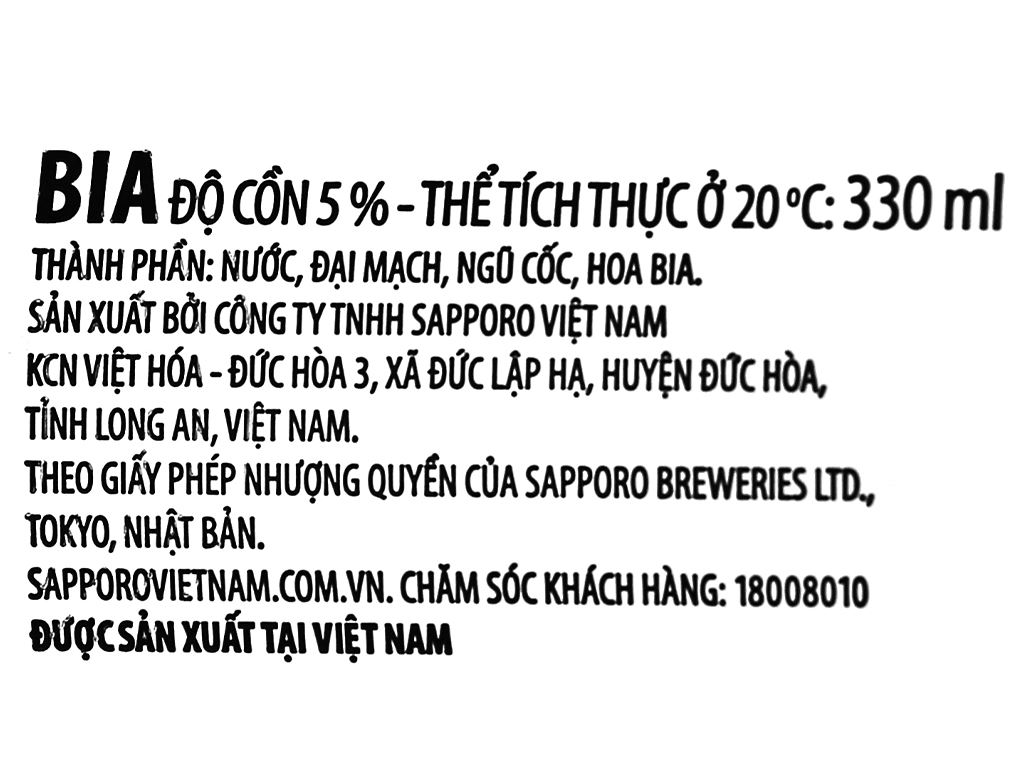 BIA ĐỘ CỒN 5 % - THỂ TÍCH THỰC Ở 20 ºC: 330 ml
THÀNH PHẦN: NƯỚC, ĐẠI MẠCH, NGŨ CỐC, HOA BIA.
SẢN XUẤT BỞI CÔNG TY TNHH SAPPORO VIỆT NAM
KCN VIỆT HÓA - ĐỨC HÒA 3, XÃ ĐỨC LẬP HẠ, HUYỆN ĐỨC HÒA,
TỈNH LONG AN, VIỆT NAM.
THEO GIẤY PHÉP NHƯỢNG QUYỀN CỦA SAPPORO BREWERIES LTD.,
TOKYO, NHẬT BẢN.
SAPPOROVIETNAM.COM.VN. CHĂM SÓC KHÁCH HÀNG: 18008010
ĐƯỢC SẢN XUẤT TẠI VIỆT NAM